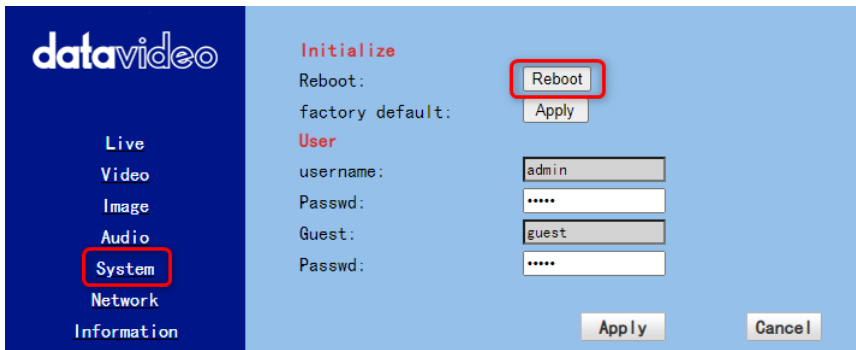 datavideo
Live
Video
Image
Audio
System
Network
Information
Initialize
Reboot: Reboot
factory default: Apply
User
username: admin
Passwd: •••••
Guest: guest
Passwd: •••••
Apply Cancel